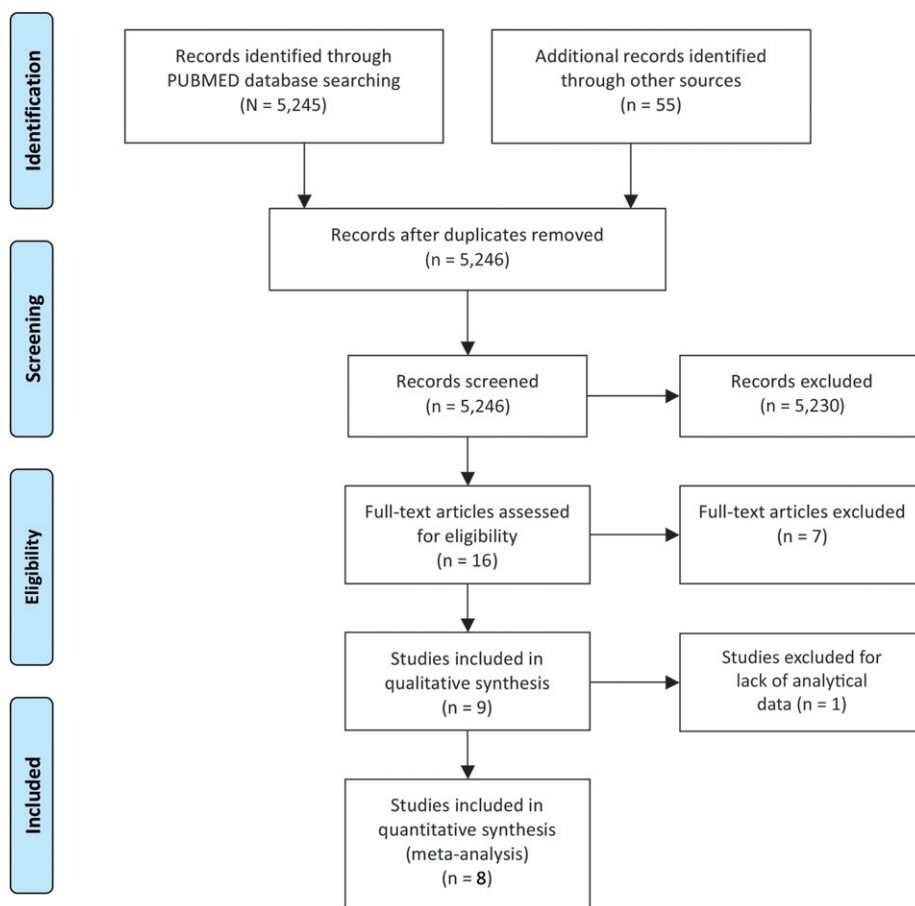 Identification
Records identified through
PUBMED database searching
(N = 5,245)
Additional records identified
through other sources
(n = 55)
Records after duplicates removed
(n = 5,246)
Screening
Records screened
(n = 5,246)
Records excluded
(n = 5,230)
Eligibility
Full-text articles assessed
for eligibility
(n = 16)
Full-text articles excluded
(n = 7)
Studies included in
qualitative synthesis
(n = 9)
Studies excluded for
lack of analytical
data (n = 1)
Included
Studies included in
quantitative synthesis
(meta-analysis)
(n = 8)